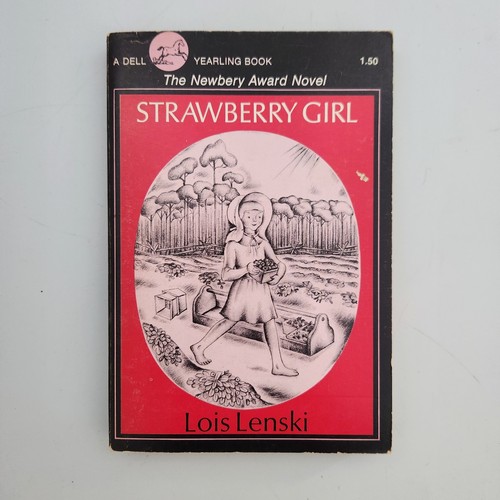 A DELL YEARLING BOOK 1.50
The Newbery Award Novel
STRAWBERRY GIRL
Lois Lenski